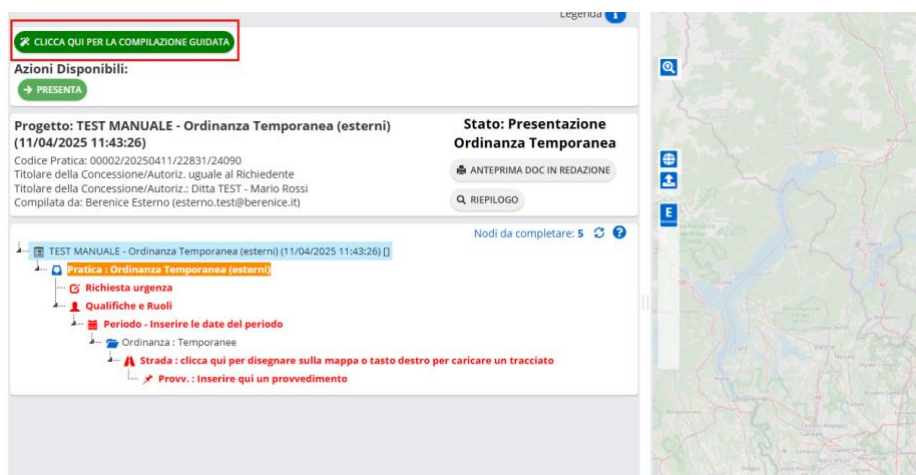 Legenda
CLICCA QUI PER LA COMPILAZIONE GUIDATA
Azioni Disponibili:
PRESENTA
Progetto: TEST MANUALE - Ordinanza Temporanea (esterni)
(11/04/2025 11:43:26)
Codice Pratica: 00002/20250411/22831/24090
Titolare della Concessione/Autoriz. uguale al Richiedente
Titolare della Concessione/Autoriz.: Ditta TEST - Mario Rossi
Compilata da: Berenice Esterno (esterno.test@berenice.it)
Stato: Presentazione
Ordinanza Temporanea
ANTEPRIMA DOC IN REDAZIONE
RIEPILOGO
Nodi da completare: 5
TEST MANUALE - Ordinanza Temporanea (esterni) (11/04/2025 11:43:26) []
Pratica : Ordinanza Temporanea (esterni)
Richiesta urgenza
Qualifiche e Ruoli
Periodo - Inserire le date del periodo
Ordinanza : Temporanee
Strada : clicca qui per disegnare sulla mappa o tasto destro per caricare un tracciato
Provv. : Inserire qui un provvedimento
E
Varese